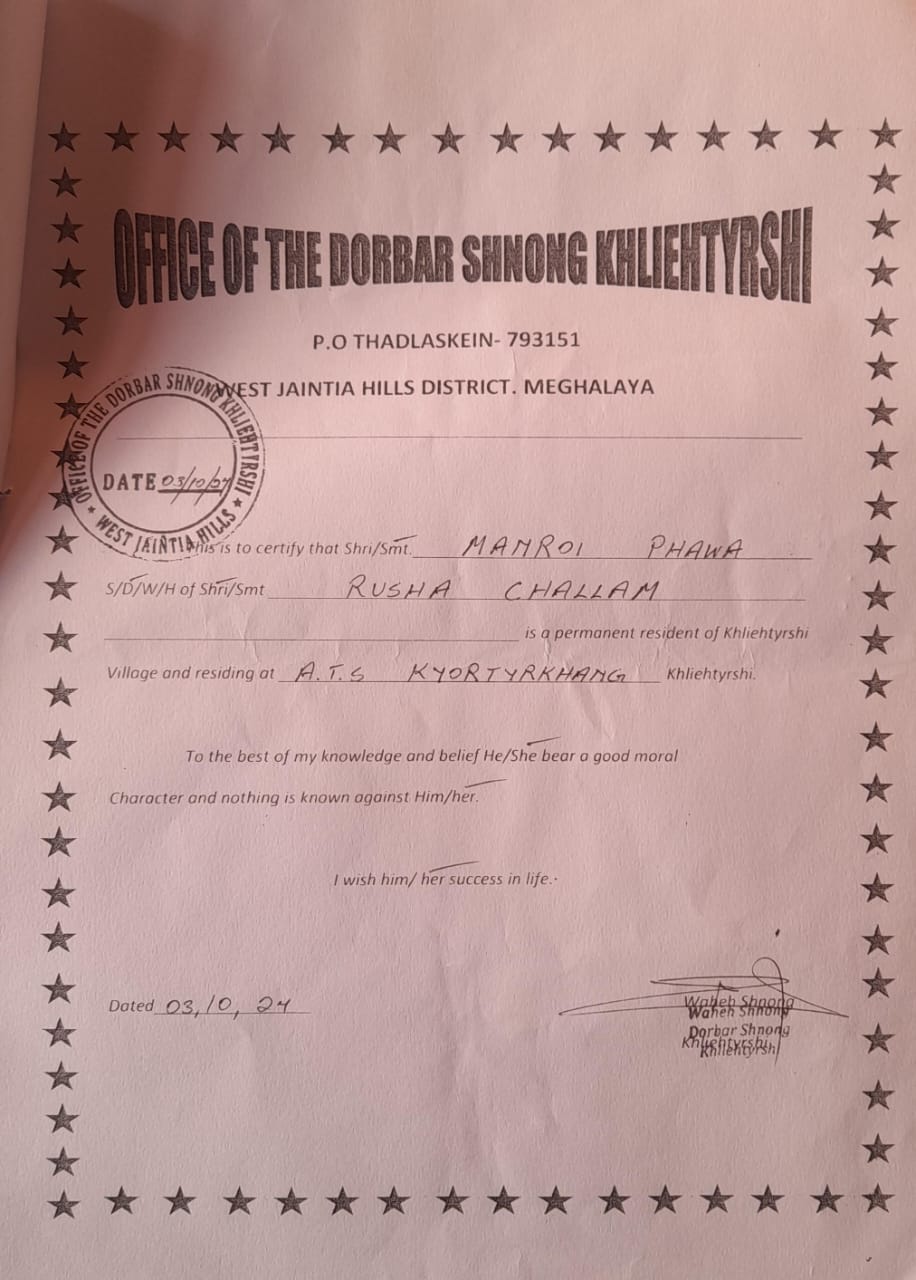 OFFICE OF THE DORBAR SHNONG KHLIEHTYRSHI
P.O THADLASKEIN- 793151
WEST JAINTIA HILLS DISTRICT. MEGHALAYA
OFFICE OF THE DORBAR SHNONG KHLIEHTYRSHI
DATE 03/10/24
★ WEST JAINTIA HILLS ★
This is to certify that Shri/Smt. MANROI PHAWA
S/D/W/H of Shri/Smt RUSHA CHALLAM
is a permanent resident of Khliehtyrshi
Village and residing at A.T.S KYORTYRKHANG Khliehtyrshi.
To the best of my knowledge and belief He/She bear a good moral
Character and nothing is known against Him/her.
I wish him/ her success in life.
Dated 03,10,24
Waheh Shnong
Waheh Shnong
Dorbar Shnong
Khliehtyrshi
Khliehtyrshi